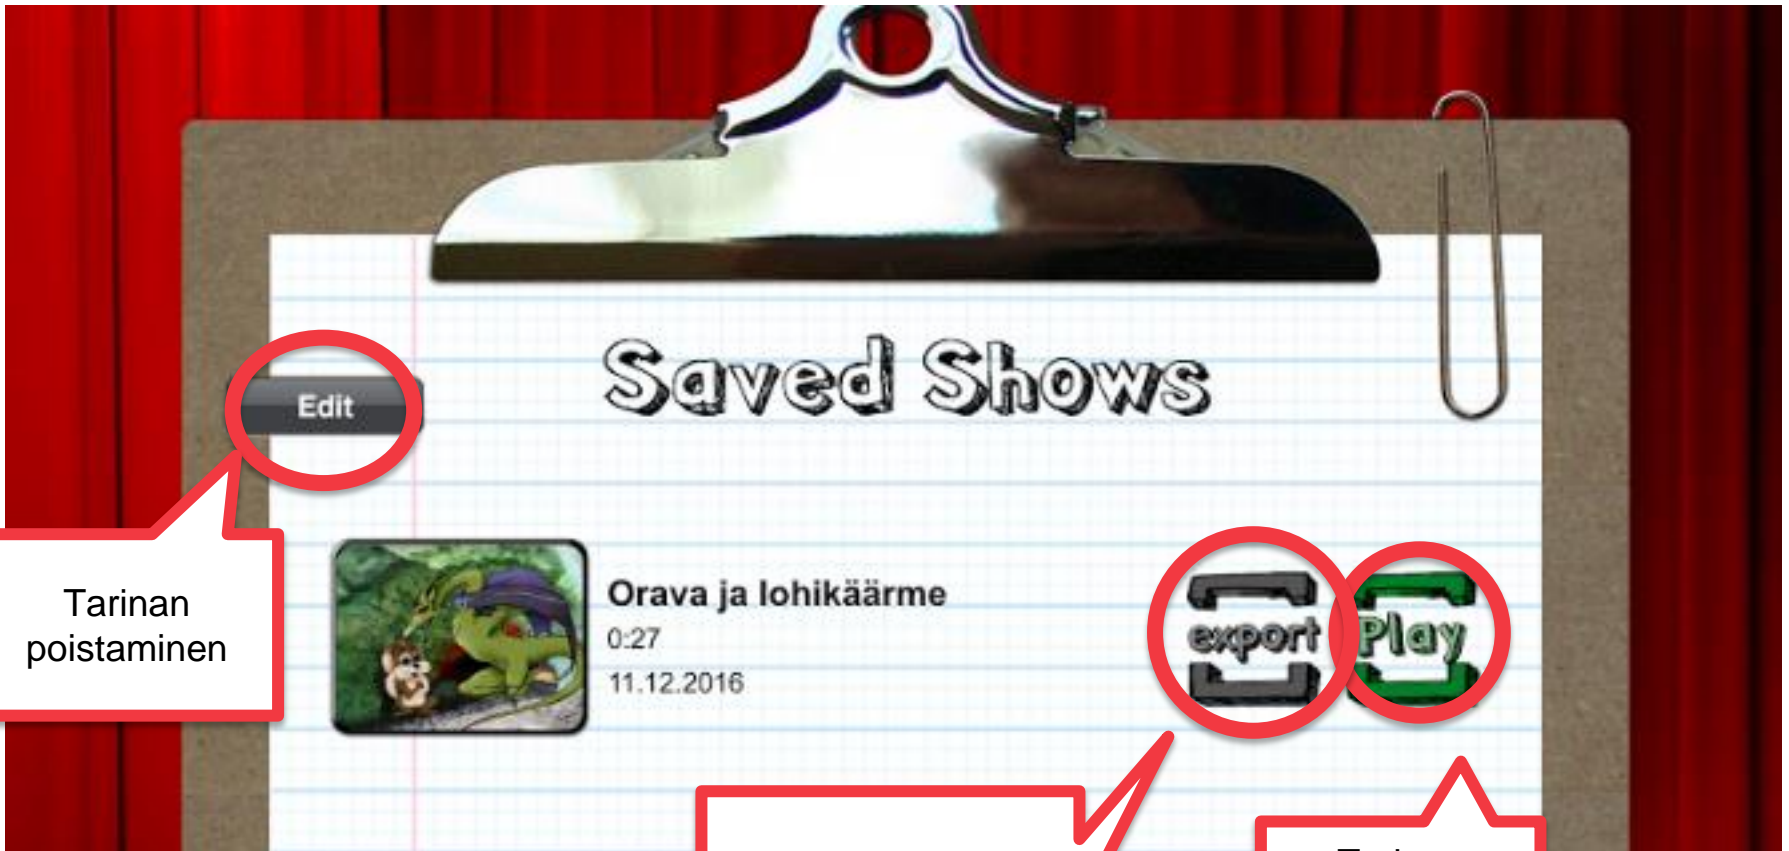 Saved Shows
Edit
Tarinan
poistaminen
Orava ja lohikäärme
0:27
11.12.2016
export
Play